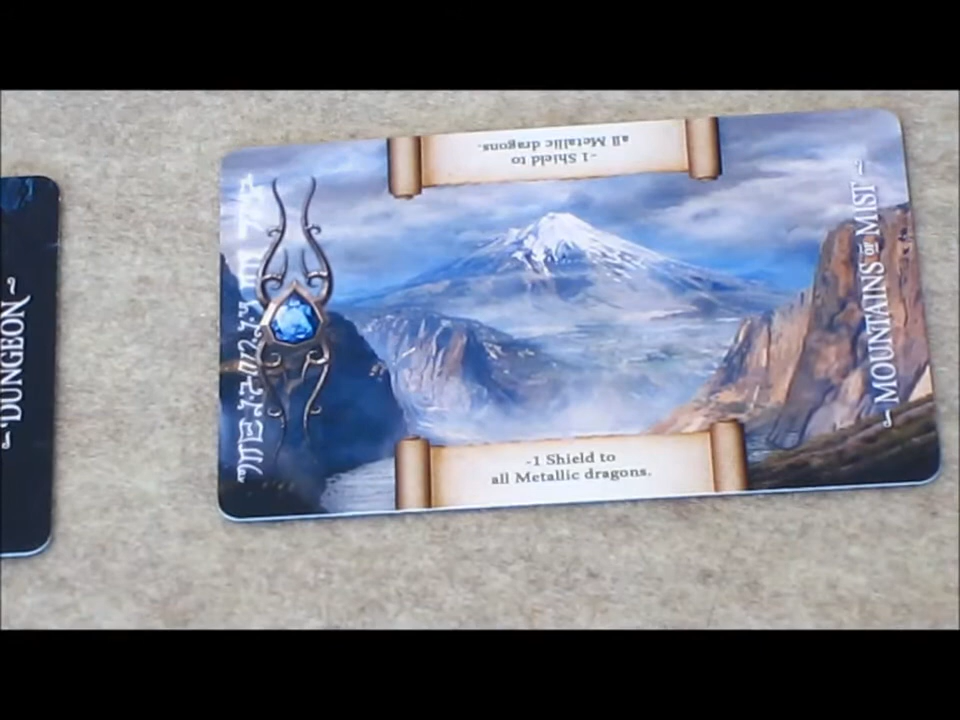 DUNGEON
-1 Shield to
all Metallic dragons.
-1 Shield to
all Metallic dragons.
MOUNTAINS OF MIST